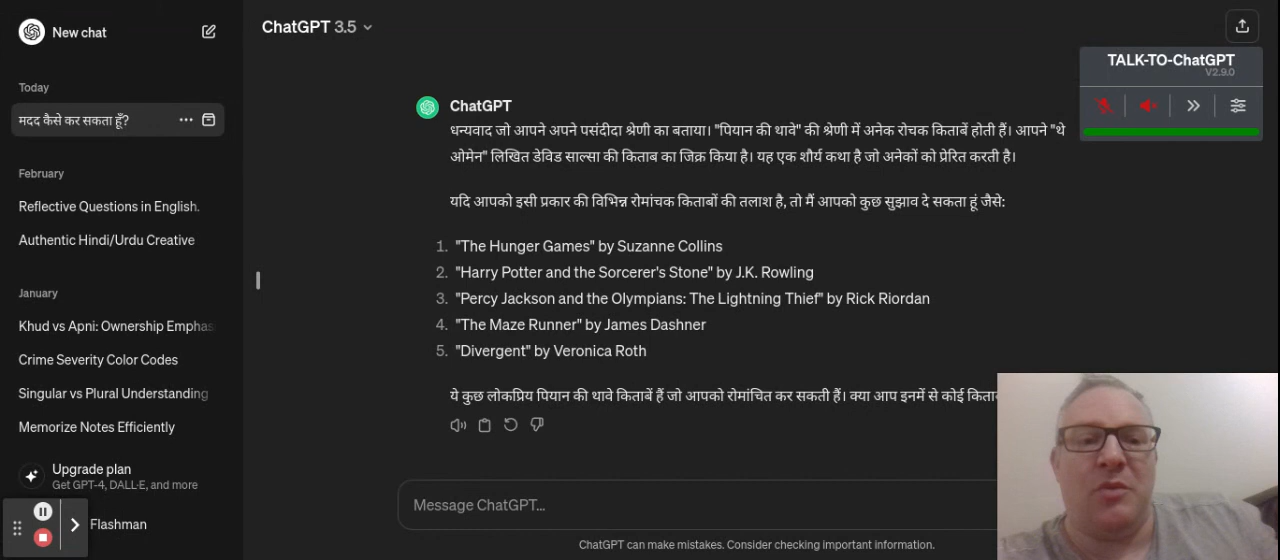 New chat
Today
मदद कैसे कर सकता हूँ?
February
Reflective Questions in English.
Authentic Hindi/Urdu Creative
January
Khud vs Apni: Ownership Emphas
Crime Severity Color Codes
Singular vs Plural Understanding
Memorize Notes Efficiently
Upgrade plan
Get GPT-4, DALL-E, and more
Flashman
ChatGPT 3.5
TALK-TO-ChatGPT
V2.9.0
ChatGPT
धन्यवाद जो आपने अपने पसंदीदा श्रेणी का बताया। "पियान की थावे" की श्रेणी में अनेक रोचक किताबें होती हैं। आपने "थे
ओमेन" लिखित डेविड साल्सा की किताब का जिक्र किया है। यह एक शौर्य कथा है जो अनेकों को प्रेरित करती है।
यदि आपको इसी प्रकार की विभिन्न रोमांचक किताबों की तलाश है, तो मैं आपको कुछ सुझाव दे सकता हूं जैसे:
1. "The Hunger Games" by Suzanne Collins
2. "Harry Potter and the Sorcerer's Stone" by J.K. Rowling
3. "Percy Jackson and the Olympians: The Lightning Thief" by Rick Riordan
4. "The Maze Runner" by James Dashner
5. "Divergent" by Veronica Roth
ये कुछ लोकप्रिय पियान की थावे किताबें हैं जो आपको रोमांचित कर सकती हैं। क्या आप इनमें से कोई
Message ChatGPT...
ChatGPT can make mistakes. Consider checking important information.